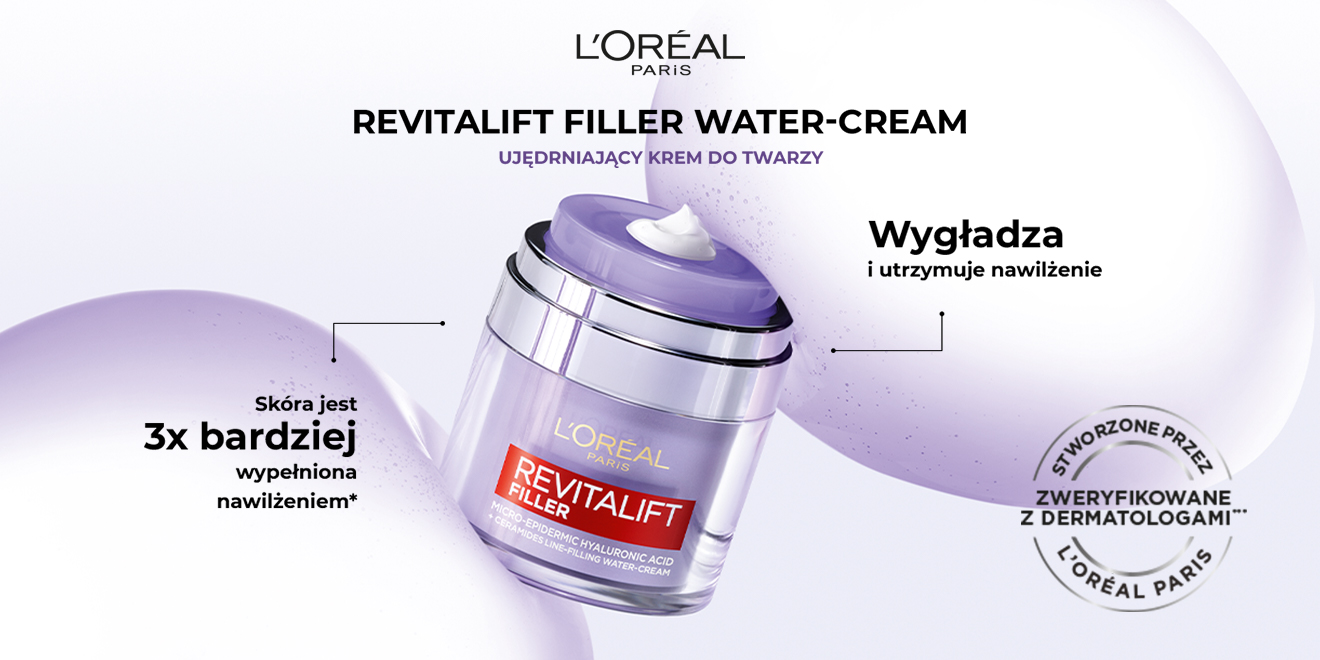 L'ORÉAL
PARiS
REVITALIFT FILLER WATER-CREAM
UJĘDRNIAJĄCY KREM DO TWARZY
Wygładza
i utrzymuje nawilżenie
Skóra jest
3x bardziej
wypełniona
nawilżeniem*
L'ORÉAL
PARiS
REVITALIFT
FILLER
MICRO-EPIDERMIC HYALURONIC ACID
+ CERAMIDES LINE-FILLING WATER-CREAM
STWORZONE PRZEZ
ZWERYFIKOWANE
Z DERMATOLOGAMI***
L'ORÉAL PARIS